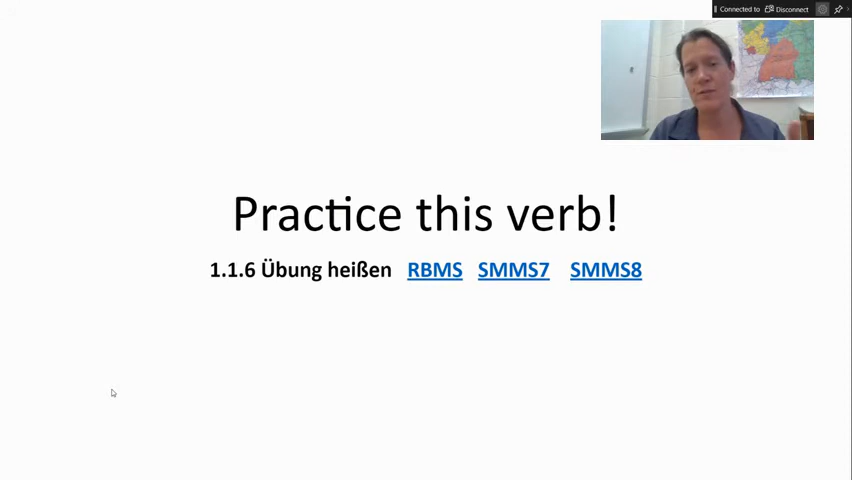 Connected to Disconnect
Practice this verb!
1.1.6 Übung heißen RBMS SMMS7 SMMS8